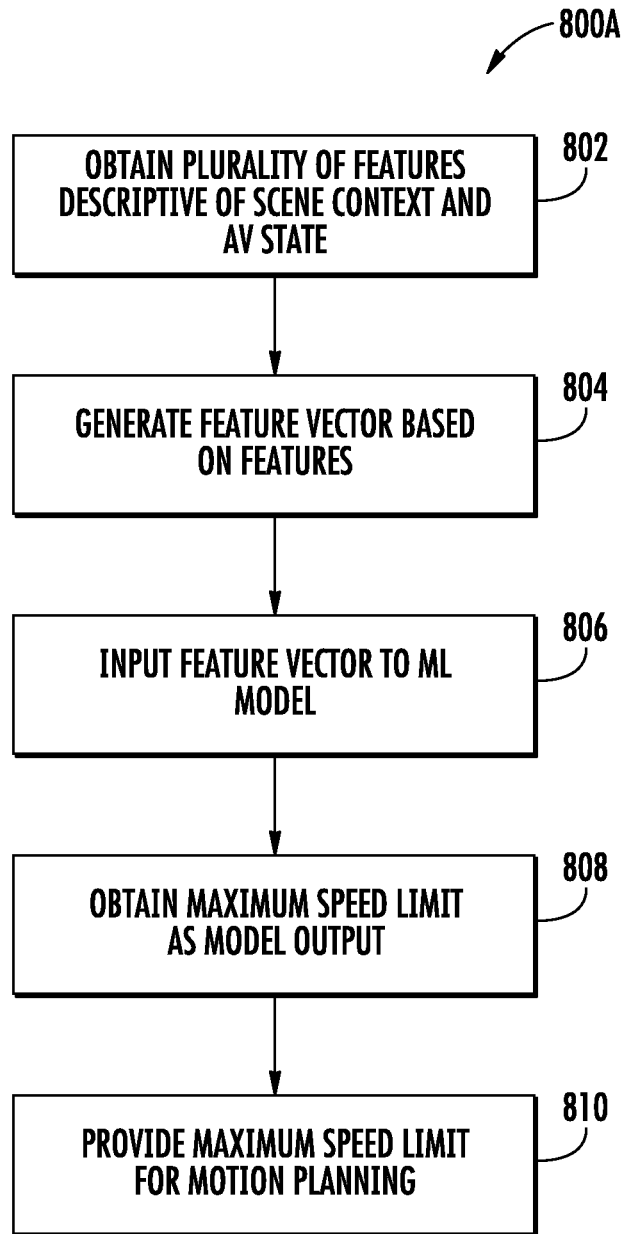 800A
OBTAIN PLURALITY OF FEATURES
DESCRIPTIVE OF SCENE CONTEXT AND
AV STATE
802
GENERATE FEATURE VECTOR BASED
ON FEATURES
804
INPUT FEATURE VECTOR TO ML
MODEL
806
OBTAIN MAXIMUM SPEED LIMIT
AS MODEL OUTPUT
808
PROVIDE MAXIMUM SPEED LIMIT
FOR MOTION PLANNING
810